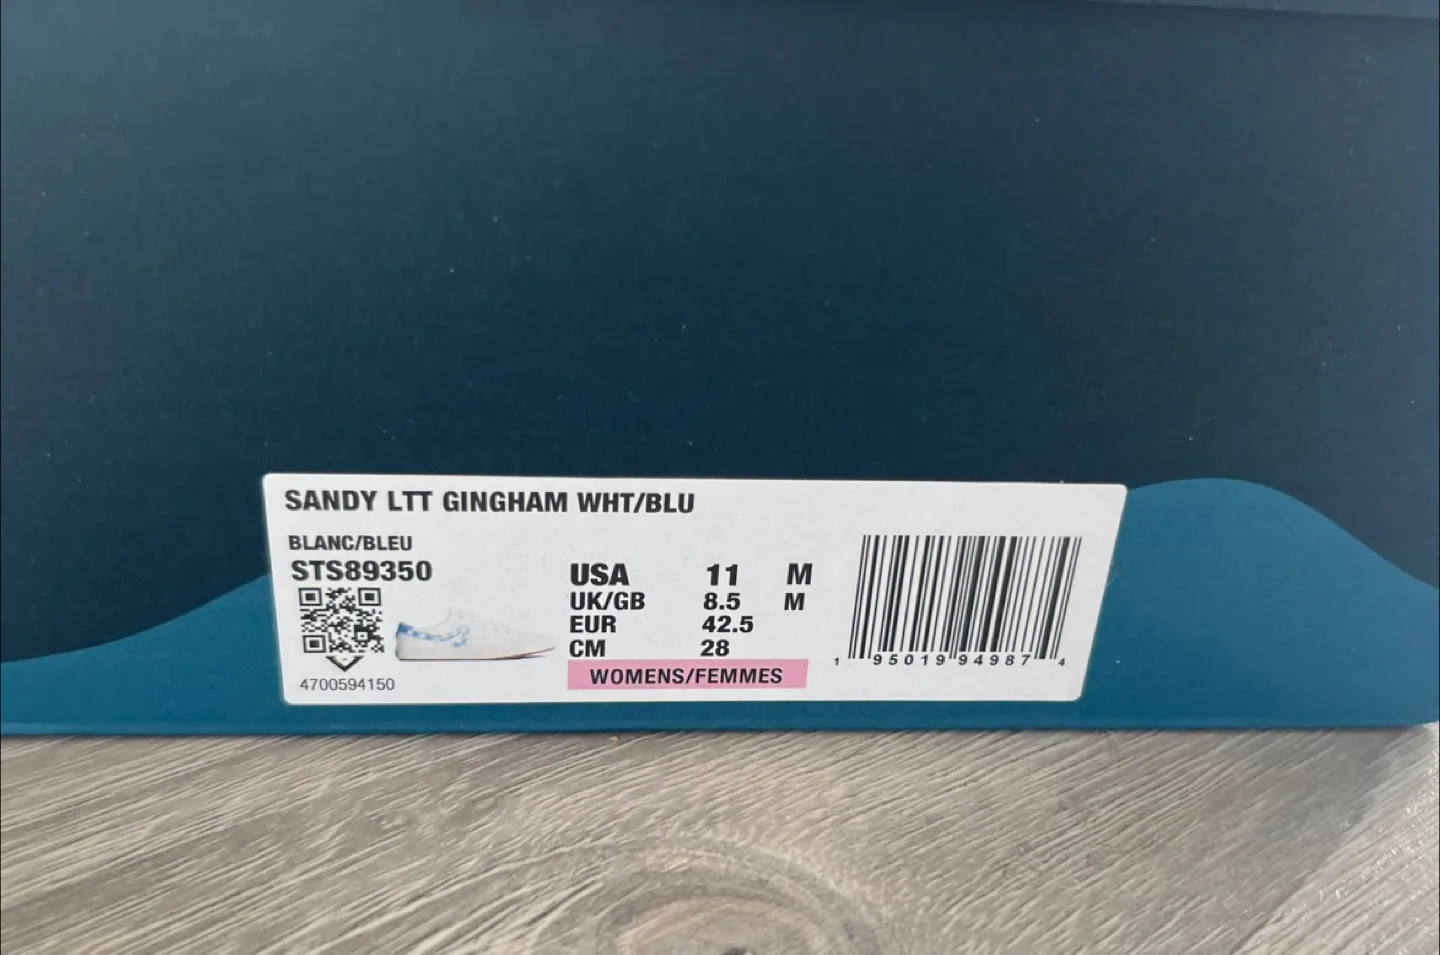 SANDY LTT GINGHAM WHT/BLU
BLANC/BLEU
STS89350
USA 11 M
UK/GB 8.5 M
EUR 42.5
CM 28
WOMENS/FEMMES
4700594150
1 95019 94987 4